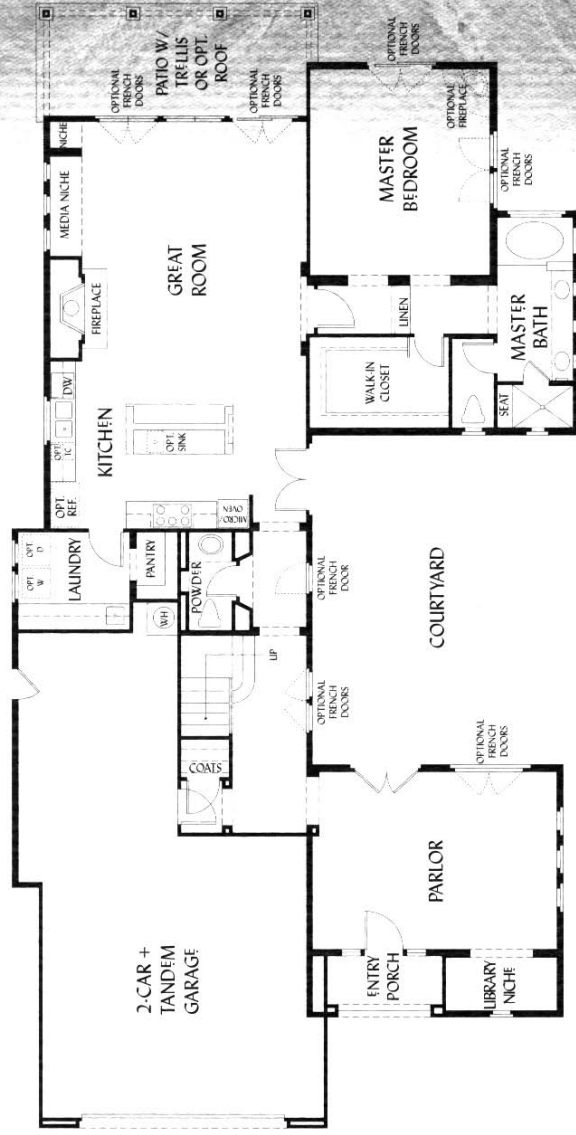 PATIO W/
TRELLIS
OR OPT.
ROOF
OPTIONAL
FRENCH
DOORS
OPTIONAL
FRENCH
DOORS
OPTIONAL
FRENCH
DOORS
OPTIONAL
FIREPLACE
OPTIONAL
FRENCH
DOORS
NICHE
MEDIA NICHE
FIREPLACE
GREAT
ROOM
MASTER
BEDROOM
LINEN
MASTER
BATH
WALK-IN
CLOSET
SEAT
DW
OPT.
TC
OPT.
REF.
KITCHEN
OPT.
SINK
MICRO/
OVEN
OPT.
D
OPT.
W
LAUNDRY
PANTRY
POWDER
WH
OPTIONAL
FRENCH
DOOR
UP
OPTIONAL
FRENCH
DOORS
COURTYARD
COATS
OPTIONAL
FRENCH
DOORS
2-CAR +
TANDEM
GARAGE
PARLOR
ENTRY
PORCH
LIBRARY
NICHE